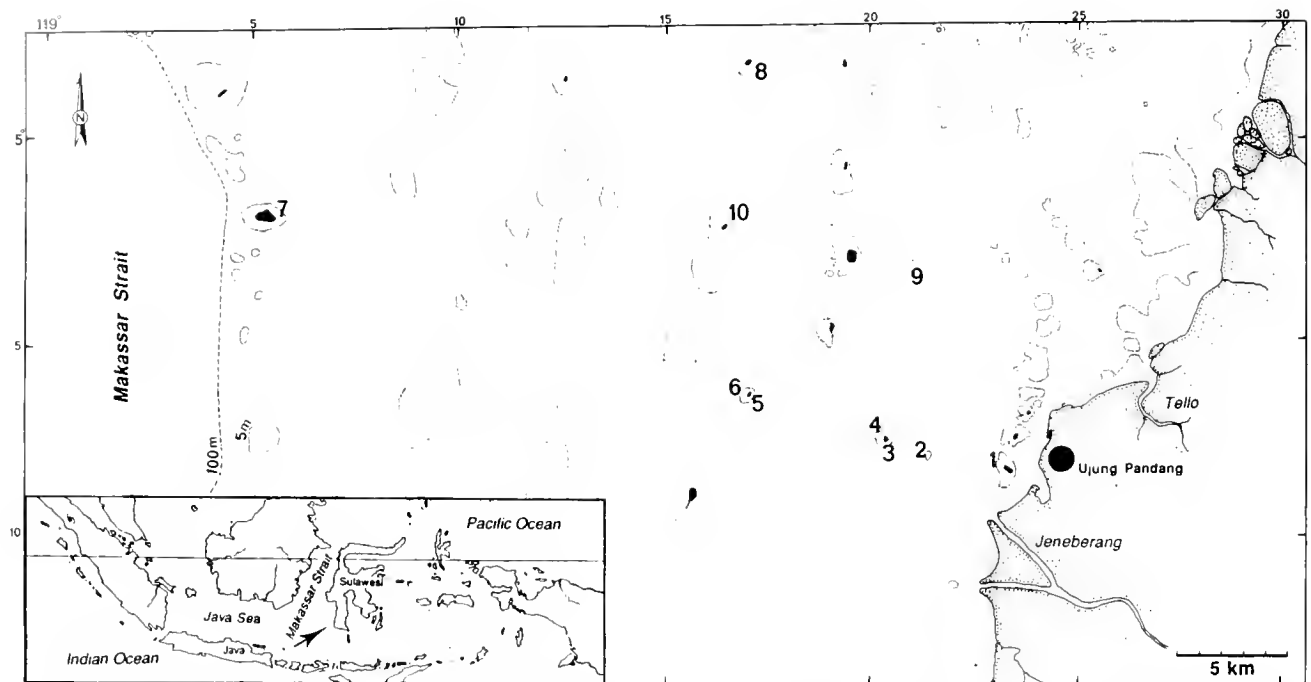 119° 5 10 15 20 25 30
N
8
5°
7
10
9
Makassar Strait
5
6
5
Tello
4
3
2
1
Ujung Pandang
5m
100m
10
Pacific Ocean
Jeneberang
Makassar Strait
Sulawesi
Java Sea
Java
Indian Ocean
5 km